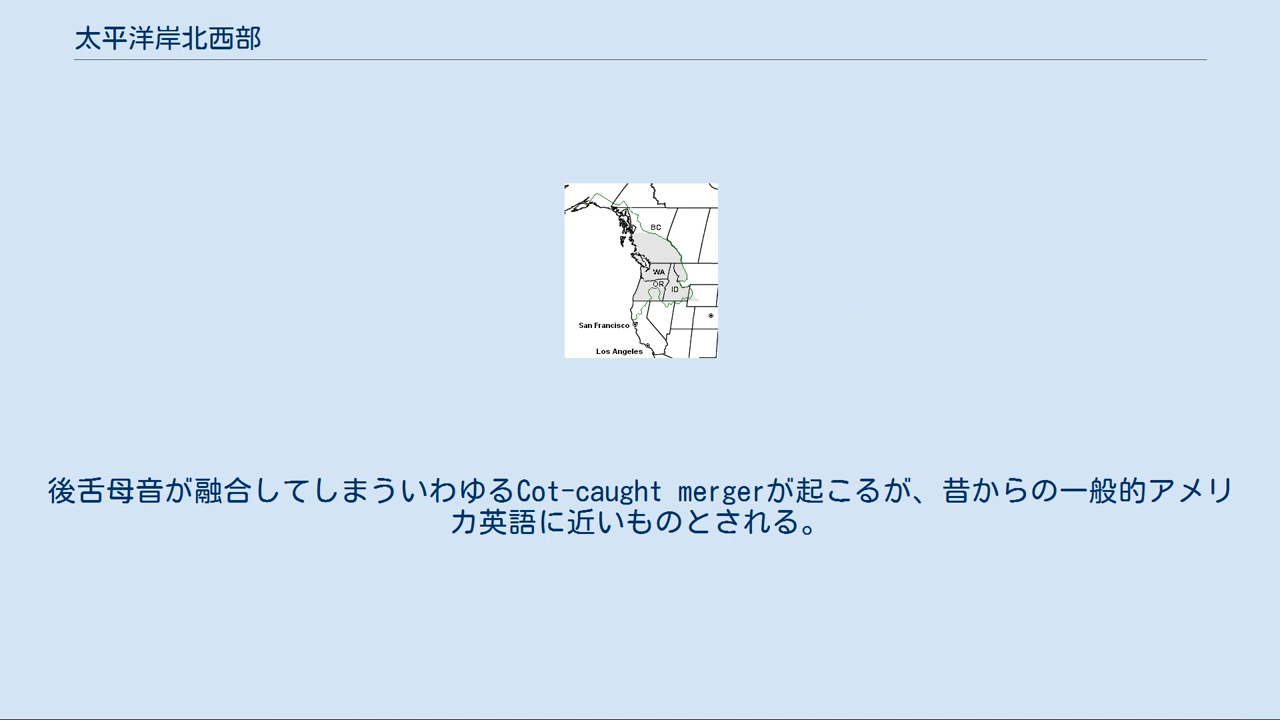 太平洋岸北西部
BC
WA
OR
ID
San Francisco
Los Angeles
後舌母音が融合してしまういわゆるCot-caught mergerが起こるが、昔からの一般的アメリ
カ英語に近いものとされる。